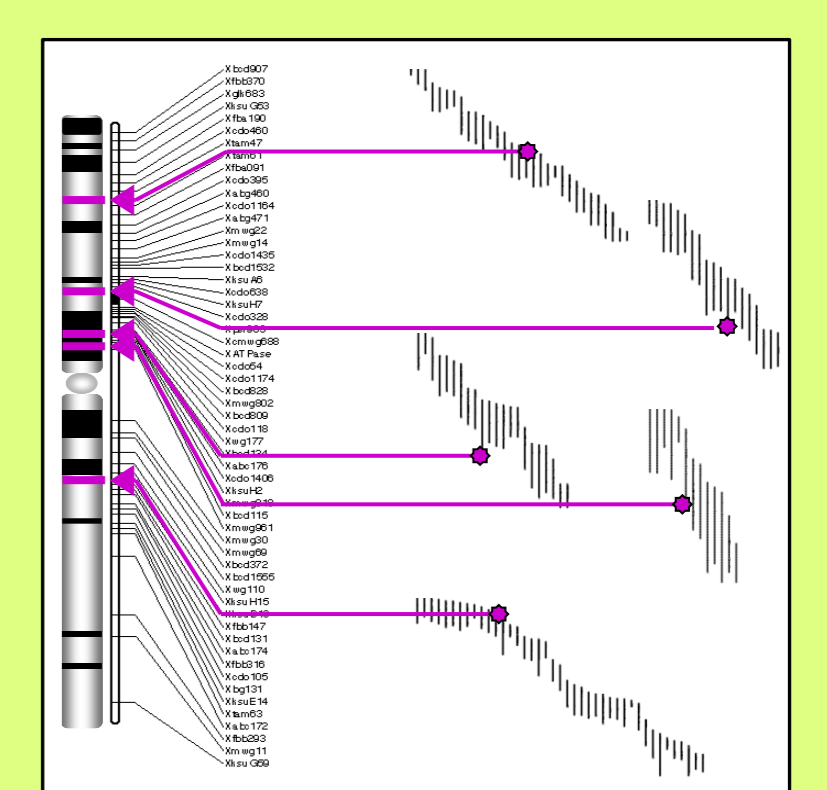 Xbcd907
Xfbb370
Xglk683
XksuG53
Xfba190
Xcdo460
Xtam47
Xtam61
Xfba091
Xcdo395
Xabg460
Xcdo1164
Xabg471
Xmwg22
Xmwg14
Xcdo1435
Xbcd1532
XksuA6
Xcdo638
XksuH7
Xcdo328
Xcmwg688
XATPase
Xcdo54
Xcdo1174
Xbcd828
Xmwg802
Xbcd809
Xcdo118
Xwg177
Xbcd134
Xabc176
Xcdo1406
XksuH2
Xbcd115
Xmwg961
Xmwg30
Xmwg69
Xbcd372
Xbcd1555
Xwg110
XksuH15
Xfbb147
Xbcd131
Xabc174
Xfbb316
Xcdo105
Xbg131
XksuE14
Xtam63
Xabc172
Xfbb293
Xmwg11
XksuG59